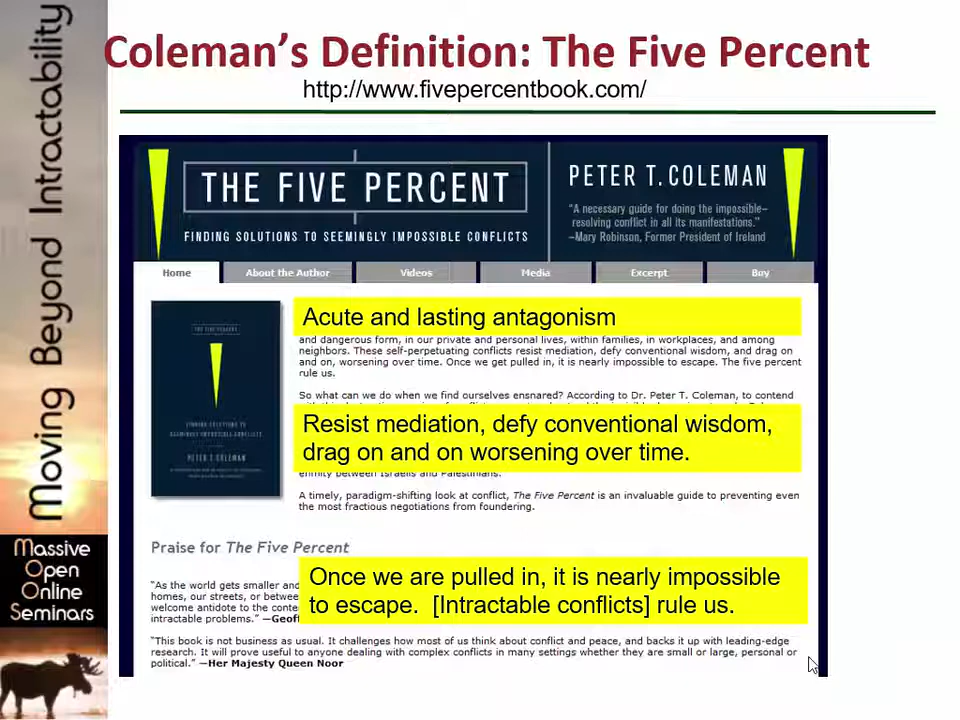 Coleman's Definition: The Five Percent
http://www.fivepercentbook.com/
Moving Beyond Intractability
Massive
Open
Online
Seminars
THE FIVE PERCENT
FINDING SOLUTIONS TO SEEMINGLY IMPOSSIBLE CONFLICTS
PETER T. COLEMAN
"A necessary guide for doing the impossible–
resolving conflict in all its manifestations."
–Mary Robinson, Former President of Ireland
Home About the Author Videos Media Excerpt Buy
THE FIVE PERCENT
FINDING SOLUTIONS TO
SEEMINGLY IMPOSSIBLE CONFLICTS
PETER T. COLEMAN
Acute and lasting antagonism
and dangerous form, in our private and personal lives, within families, in workplaces, and among
neighbors. These self-perpetuating conflicts resist mediation, defy conventional wisdom, and drag on
and on, worsening over time. Once we get pulled in, it is nearly impossible to escape. The five percent
rule us.
So what can we do when we find ourselves ensnared? According to Dr. Peter T. Coleman, to contend
Resist mediation, defy conventional wisdom,
drag on and on worsening over time.
enmity between Israelis and Palestinians.
A timely, paradigm-shifting look at conflict, The Five Percent is an invaluable guide to preventing even
the most fractious negotiations from foundering.
Praise for The Five Percent
"As the world gets smaller and
homes, our streets, or betwee
welcome antidote to the conte
intractable problems." —Geoff
Once we are pulled in, it is nearly impossible
to escape. [Intractable conflicts] rule us.
"This book is not business as usual. It challenges how most of us think about conflict and peace, and backs it up with leading-edge
research. It will prove useful to anyone dealing with complex conflicts in many settings whether they are small or large, personal or
political." —Her Majesty Queen Noor